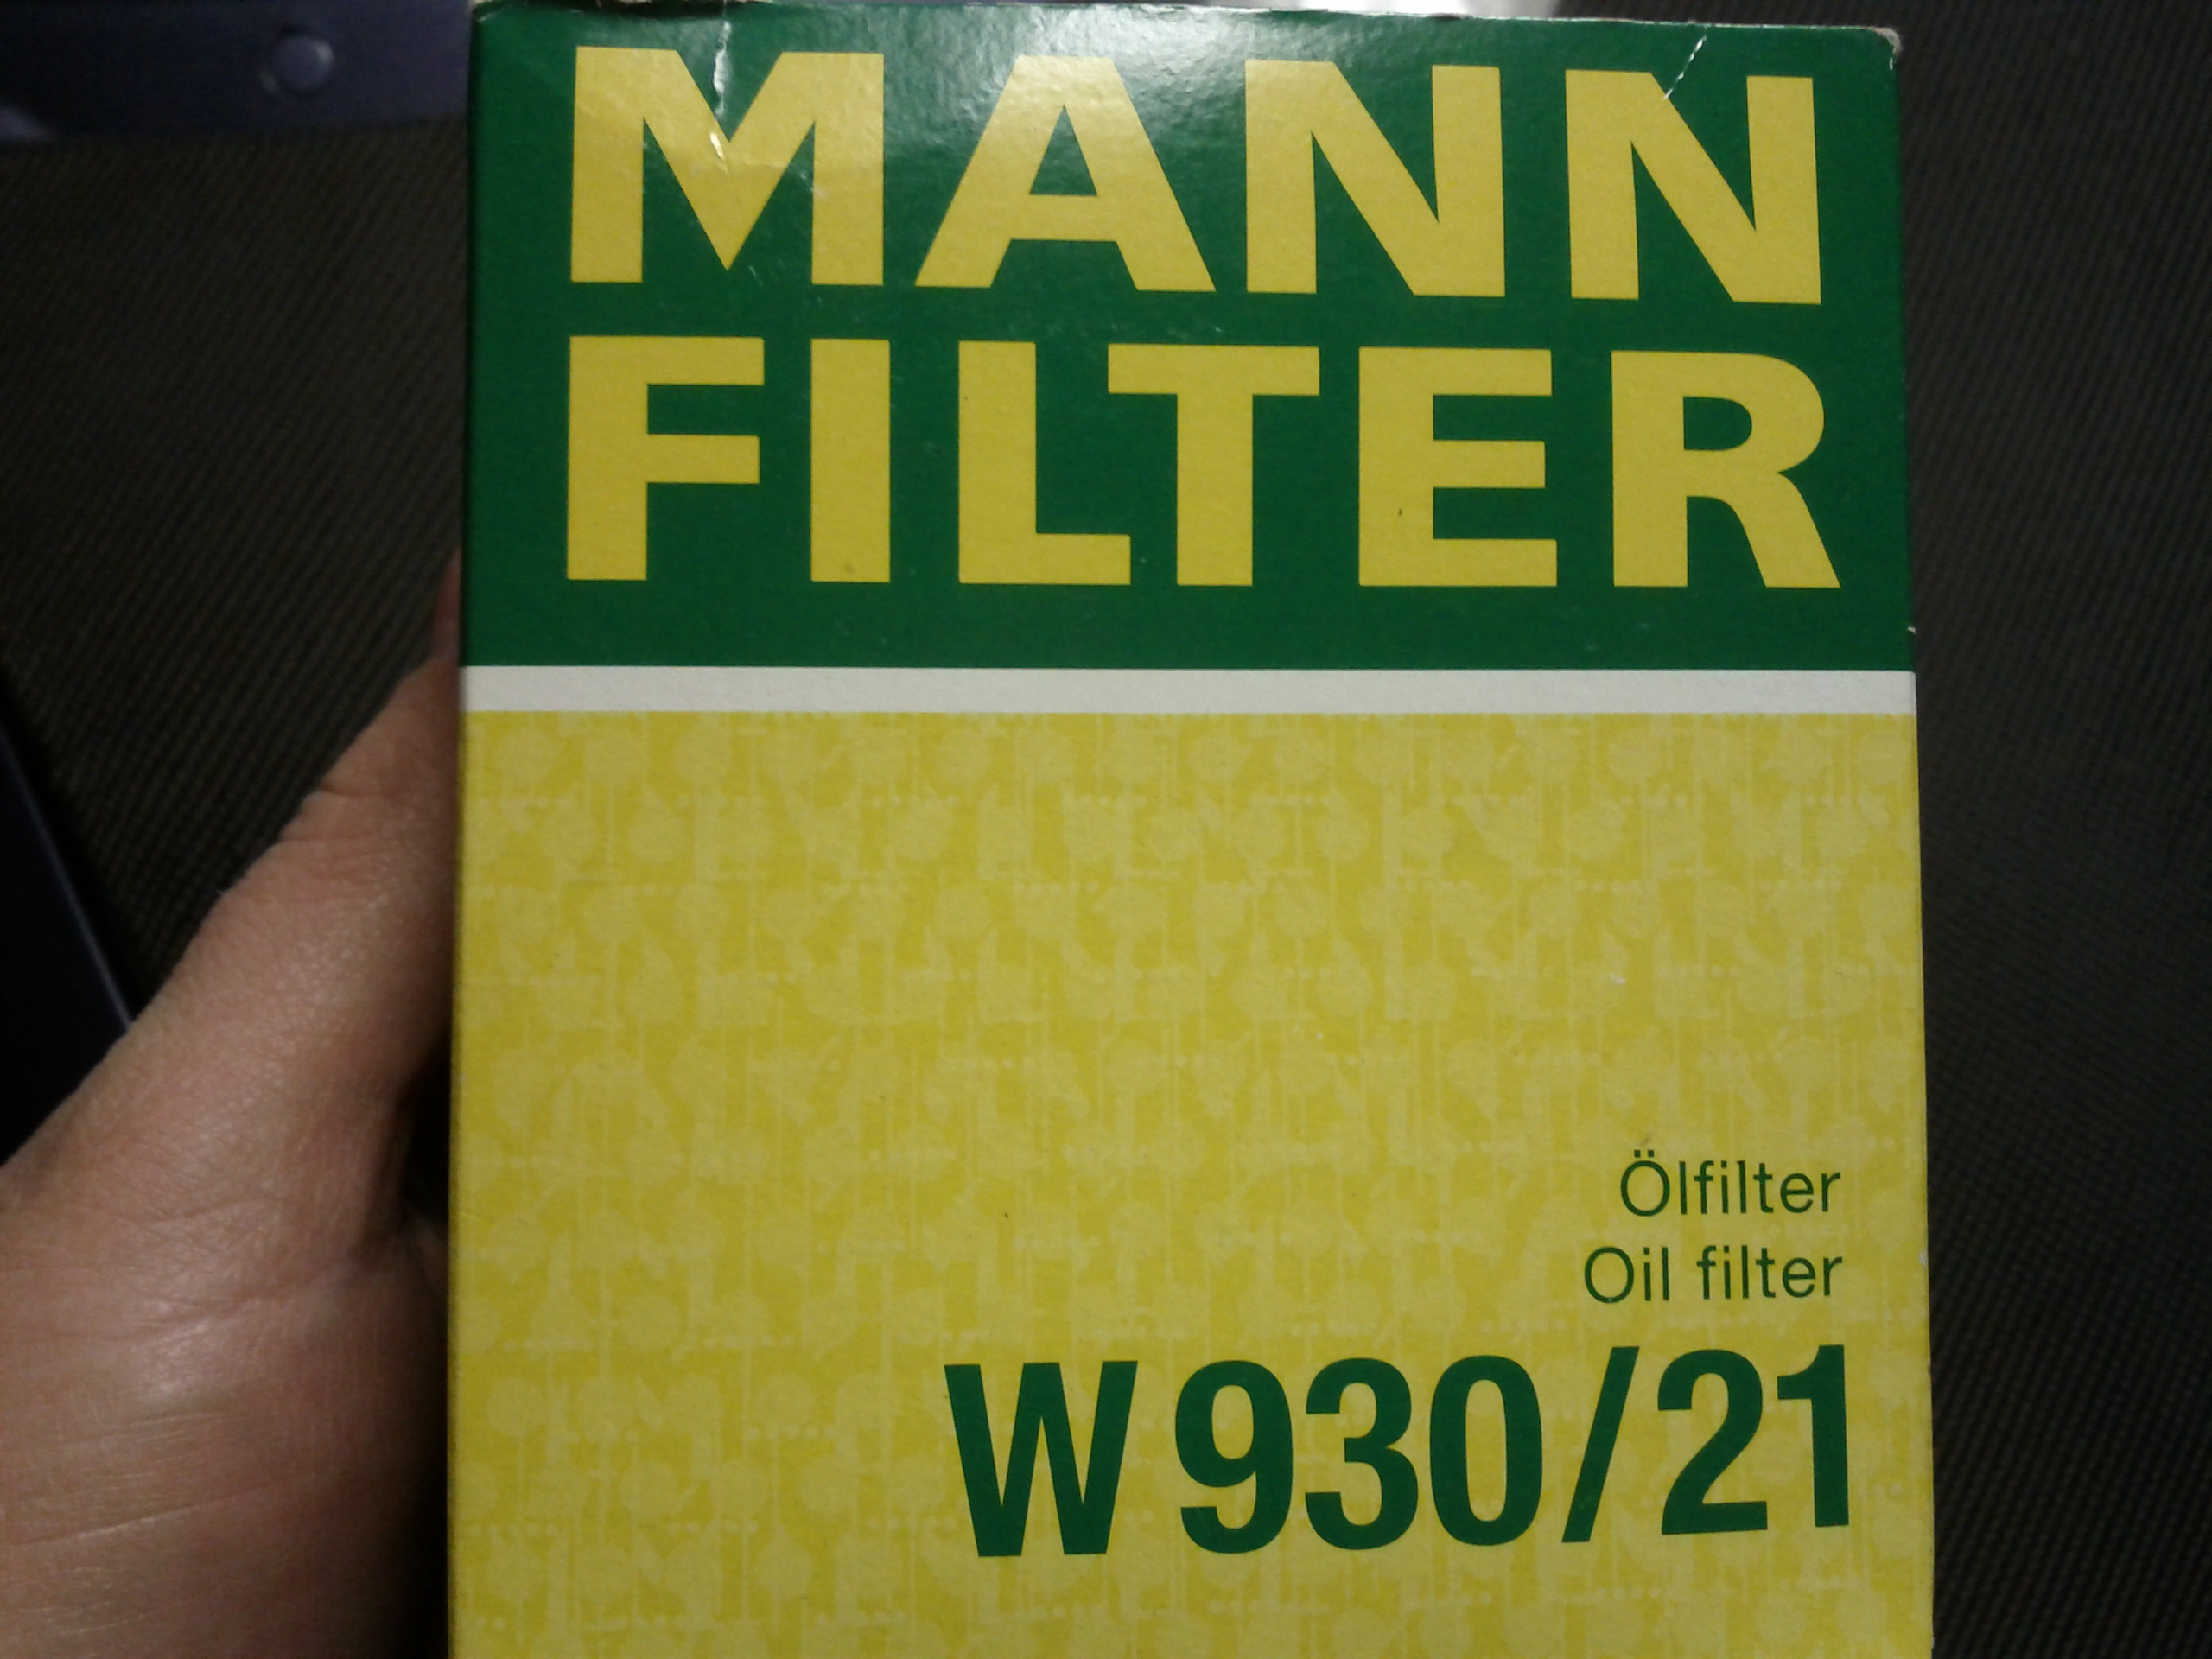 MANN
FILTER
Ölfilter
Oil filter
W 930/21